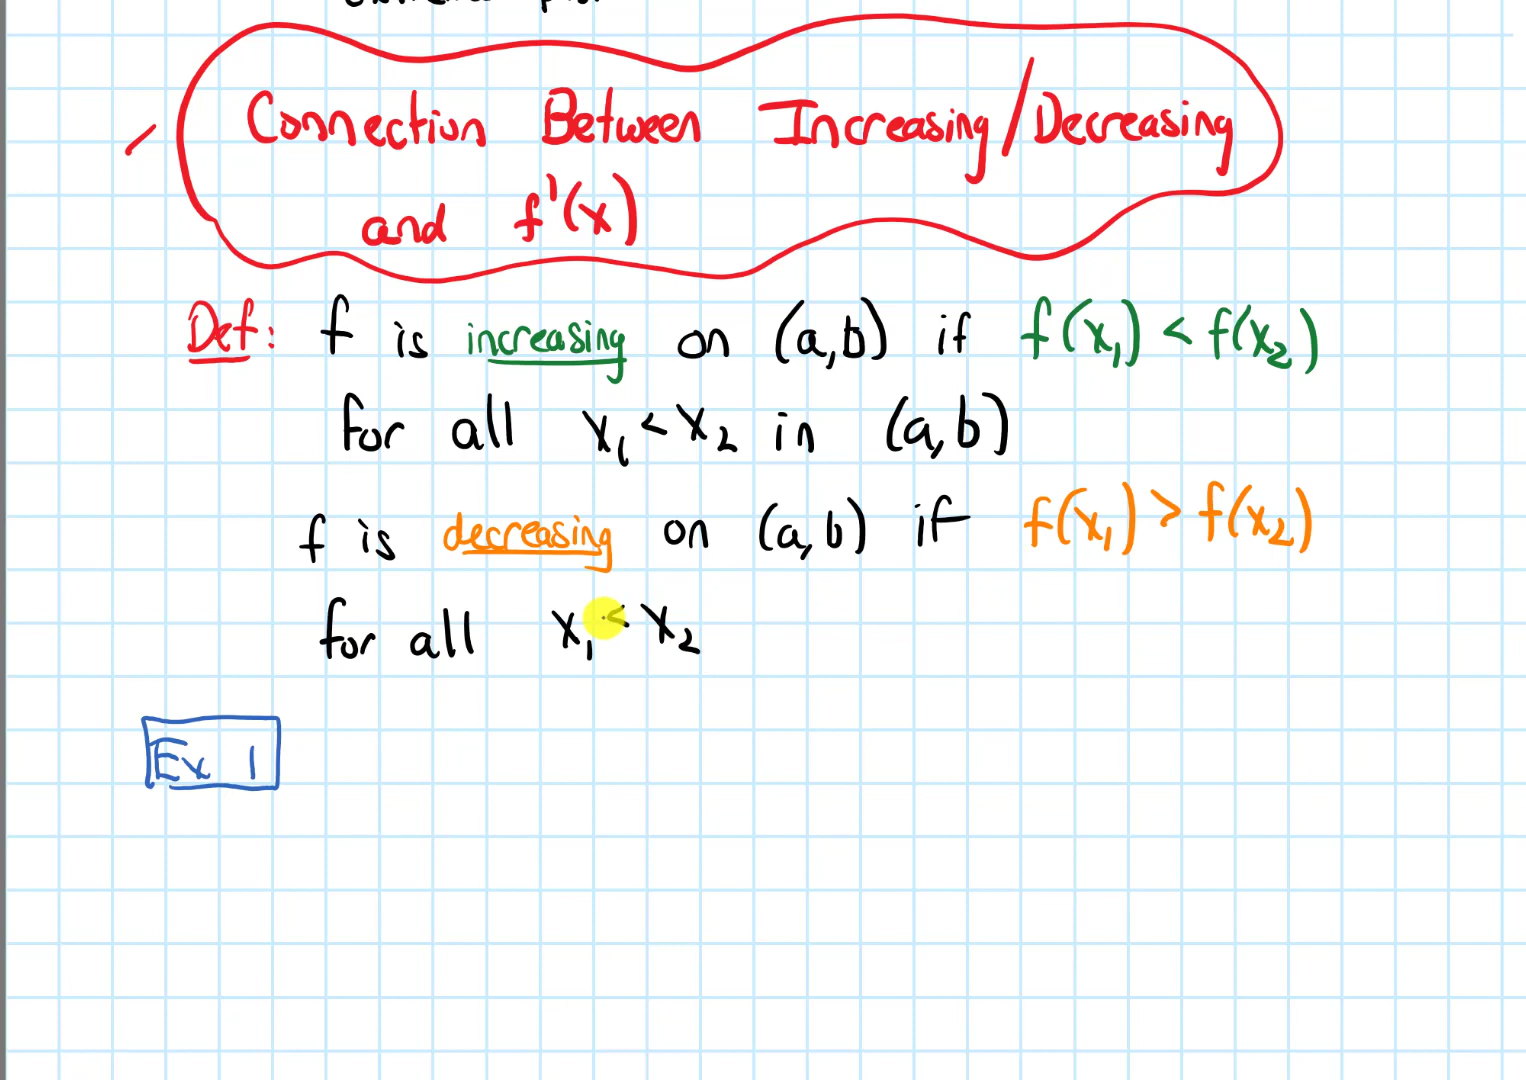 Connection Between Increasing/Decreasing
and f'(x)
Def: f is increasing on (a,b) if f(x₁) < f(x₂)
for all x₁ < x₂ in (a,b)
f is decreasing on (a,b) if f(x₁) > f(x₂)
for all x₁ < x₂
Ex 1